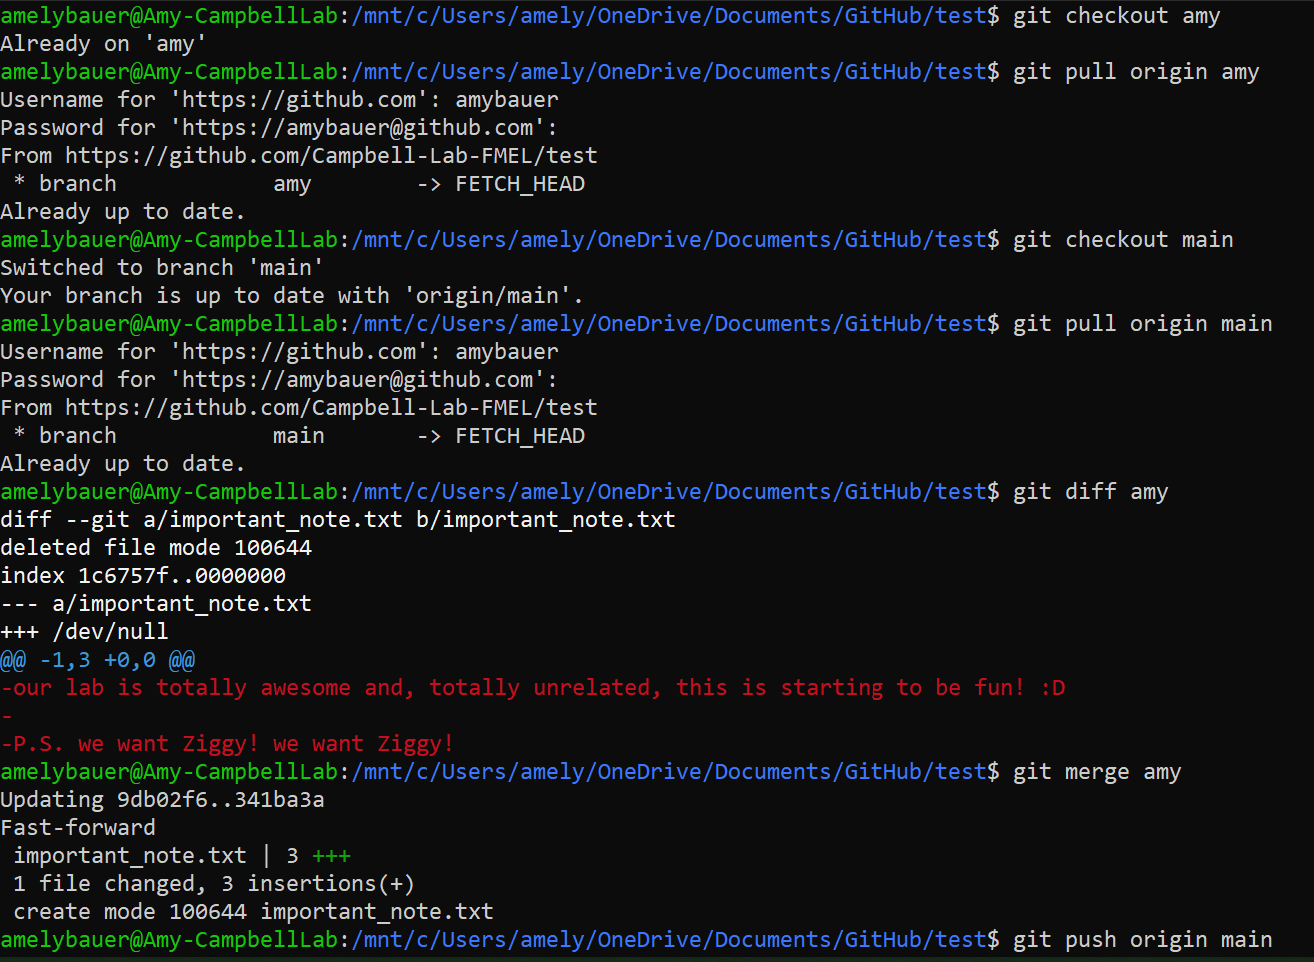 amelybauer@Amy-CampbellLab:/mnt/c/Users/amely/OneDrive/Documents/GitHub/test$ git checkout amy
Already on 'amy'
amelybauer@Amy-CampbellLab:/mnt/c/Users/amely/OneDrive/Documents/GitHub/test$ git pull origin amy
Username for 'https://github.com': amybauer
Password for 'https://amybauer@github.com':
From https://github.com/Campbell-Lab-FMEL/test
 * branch            amy        -> FETCH_HEAD
Already up to date.
amelybauer@Amy-CampbellLab:/mnt/c/Users/amely/OneDrive/Documents/GitHub/test$ git checkout main
Switched to branch 'main'
Your branch is up to date with 'origin/main'.
amelybauer@Amy-CampbellLab:/mnt/c/Users/amely/OneDrive/Documents/GitHub/test$ git pull origin main
Username for 'https://github.com': amybauer
Password for 'https://amybauer@github.com':
From https://github.com/Campbell-Lab-FMEL/test
 * branch            main       -> FETCH_HEAD
Already up to date.
amelybauer@Amy-CampbellLab:/mnt/c/Users/amely/OneDrive/Documents/GitHub/test$ git diff amy
diff --git a/important_note.txt b/important_note.txt
deleted file mode 100644
index 1c6757f..0000000
--- a/important_note.txt
+++ /dev/null
@@ -1,3 +0,0 @@
-our lab is totally awesome and, totally unrelated, this is starting to be fun! :D
-
-P.S. we want Ziggy! we want Ziggy!
amelybauer@Amy-CampbellLab:/mnt/c/Users/amely/OneDrive/Documents/GitHub/test$ git merge amy
Updating 9db02f6..341ba3a
Fast-forward
 important_note.txt | 3 +++
 1 file changed, 3 insertions(+)
 create mode 100644 important_note.txt
amelybauer@Amy-CampbellLab:/mnt/c/Users/amely/OneDrive/Documents/GitHub/test$ git push origin main